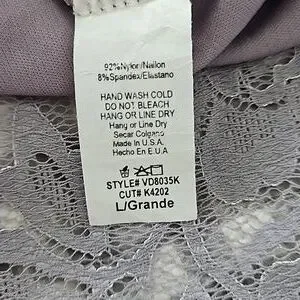 92%Nylon/Nailon
8%Spandex/Elastano
HAND WASH COLD
DO NOT BLEACH
HANG OR LINE DRY
Hang or Line Dry
Secar Colgano
Made In U.S.A.
Hecho En E.U.A
STYLE# VD8035K
CUT# K4202
L/Grande